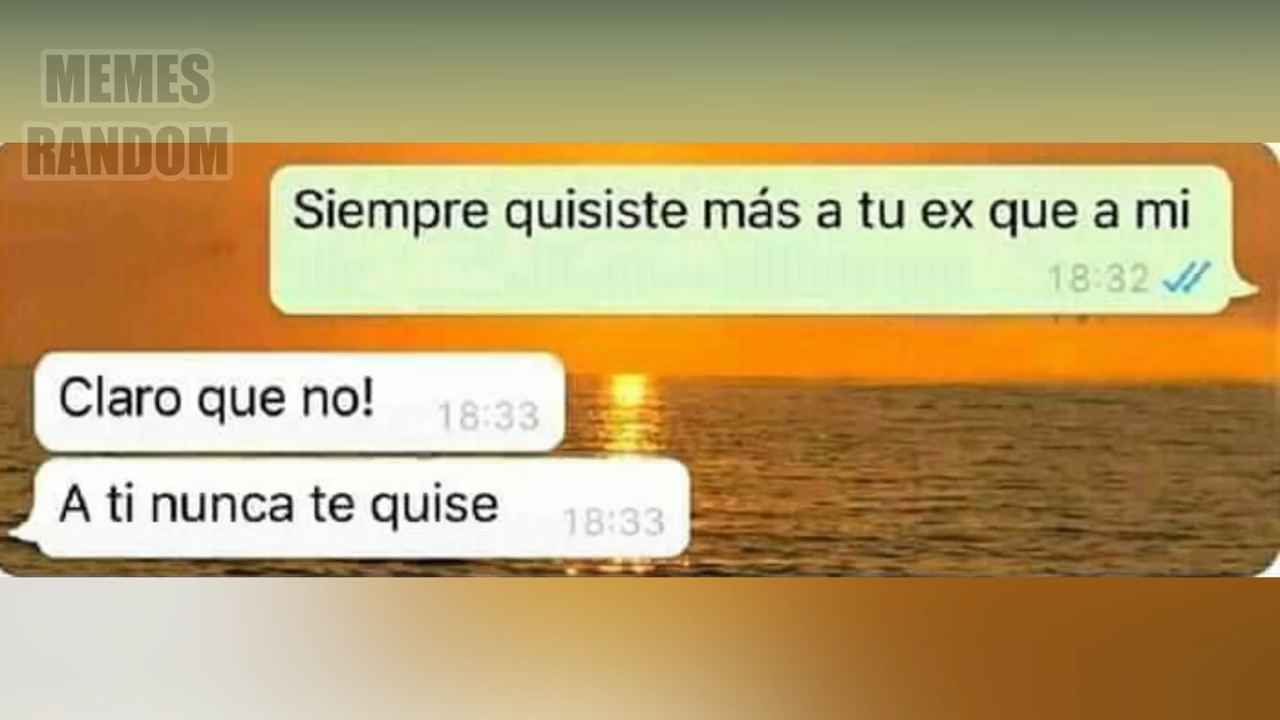 MEMES
RANDOM
Siempre quisiste más a tu ex que a mi
18:32
Claro que no!
18:33
A ti nunca te quise
18:33